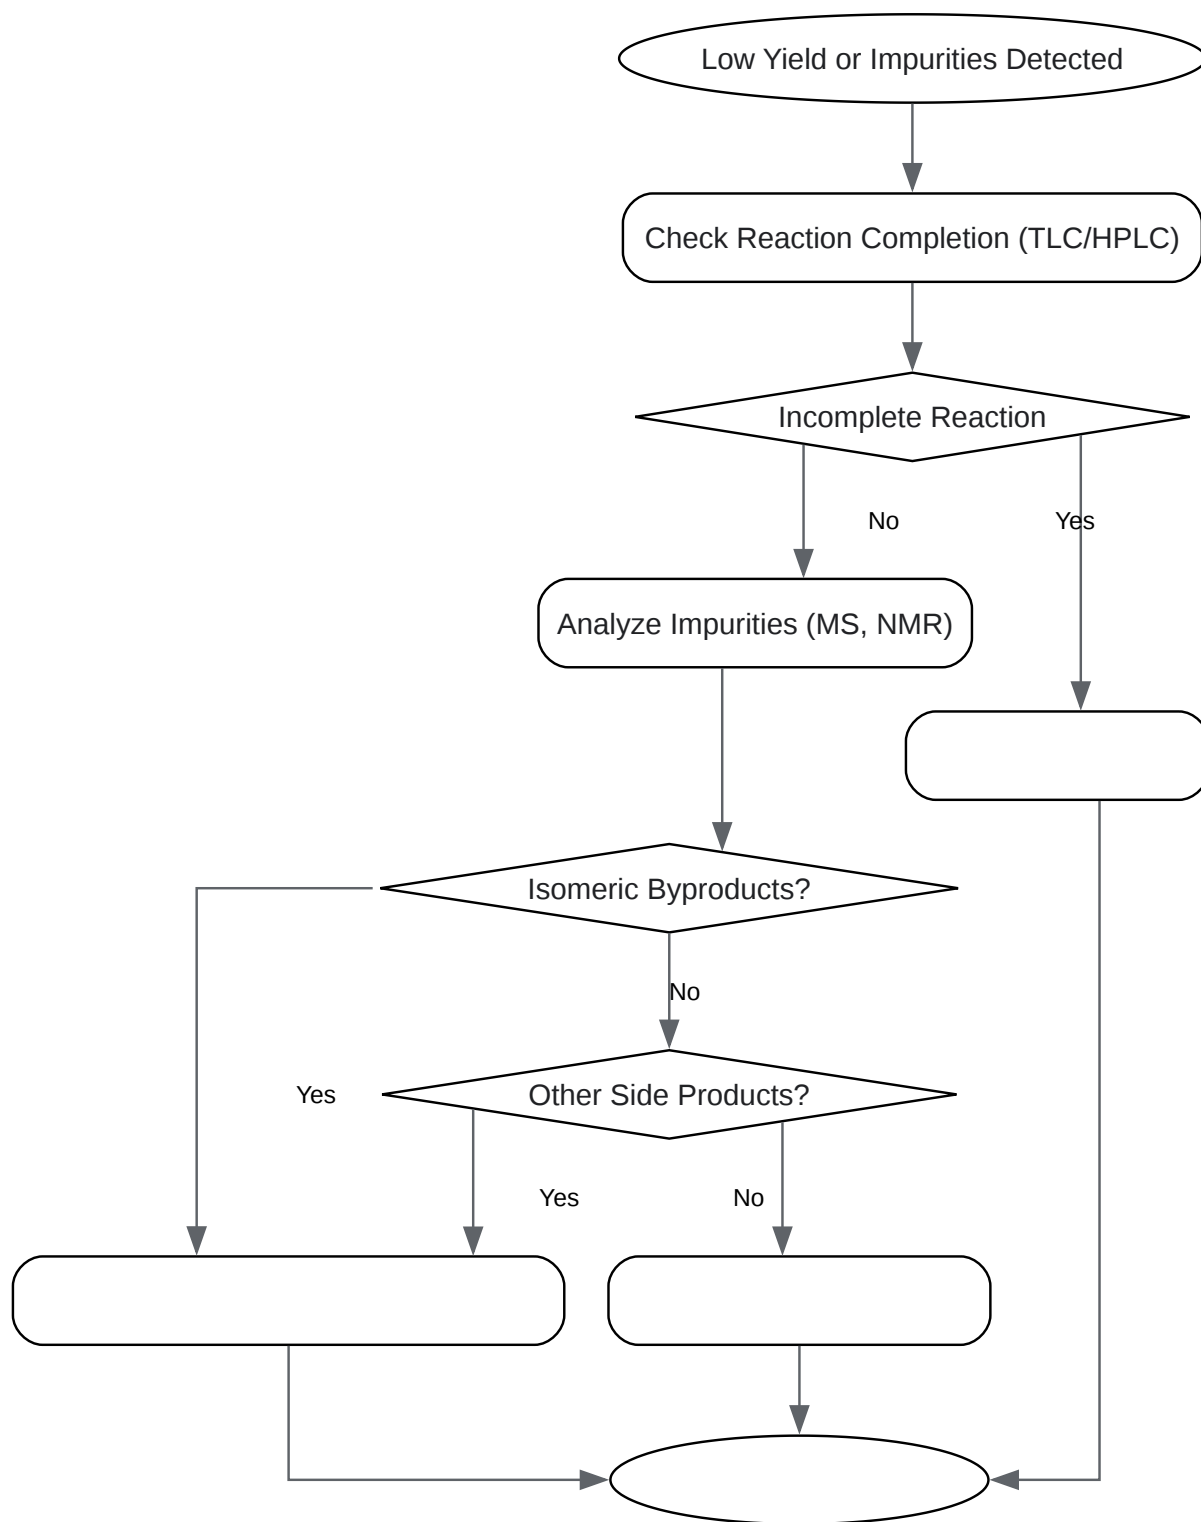 Low Yield or Impurities Detected
Check Reaction Completion (TLC/HPLC)
Incomplete Reaction
No
Yes
Analyze Impurities (MS, NMR)
Isomeric Byproducts?
No
Yes
Other Side Products?
Yes
No